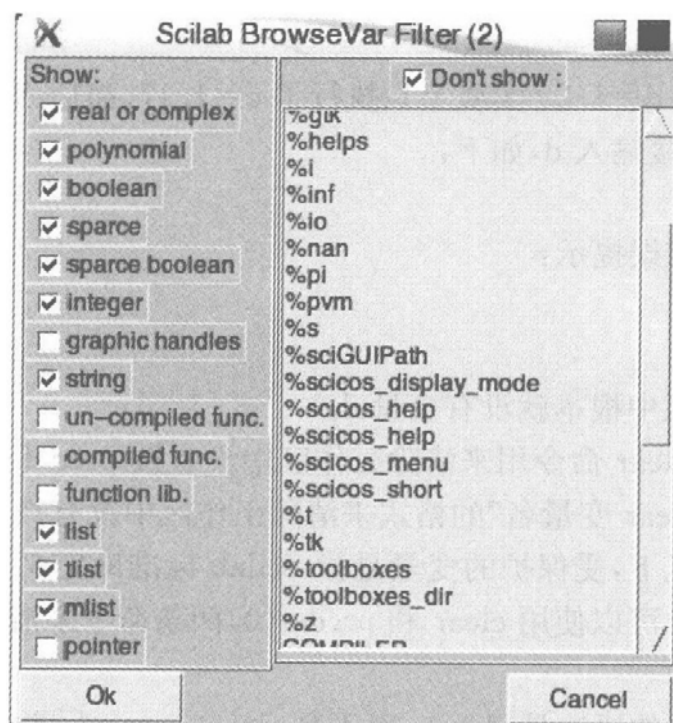 Scilab BrowseVar Filter (2)
Show:
real or complex
polynomial
boolean
sparce
sparce boolean
integer
graphic handles
string
un-compiled func.
compiled func.
function lib.
list
tlist
mlist
pointer
Don't show :
%gtk
%helps
%i
%inf
%io
%nan
%pi
%pvm
%s
%sciGUIPath
%scicos_display_mode
%scicos_help
%scicos_help
%scicos_menu
%scicos_short
%t
%tk
%toolboxes
%toolboxes_dir
%z
COMPILER
Ok
Cancel